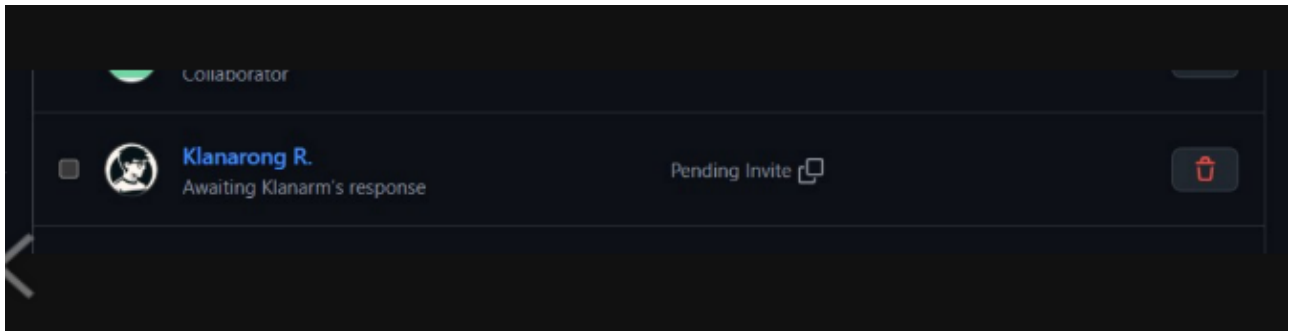 Collaborator
Klanarong R.
Awaiting Klanarm's response
Pending Invite